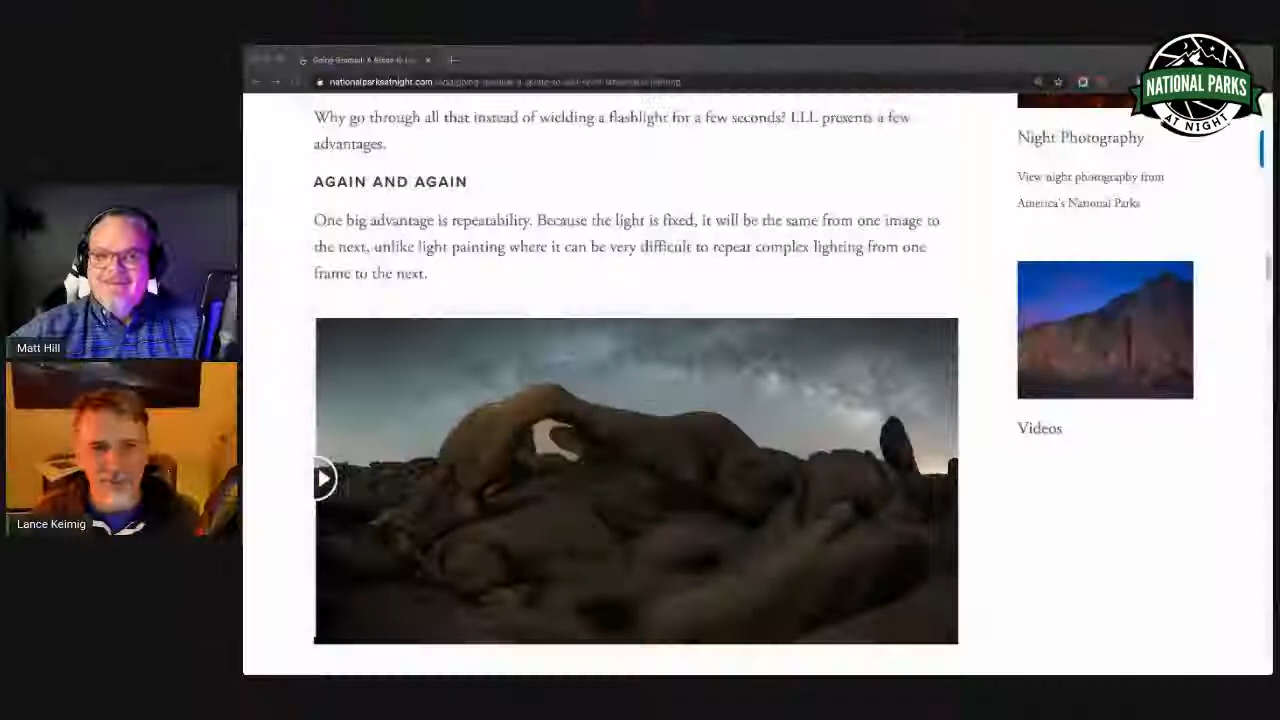 NATIONAL PARKS
AT NIGHT
nationalparksatnight.com
Why go through all that instead of wielding a flashlight for a few seconds? LLL presents a few
advantages.
AGAIN AND AGAIN
One big advantage is repeatability. Because the light is fixed, it will be the same from one image to
the next, unlike light painting where it can be very difficult to repeat complex lighting from one
frame to the next.
Night Photography
View night photography from
America's National Parks
Videos
Matt Hill
Lance Keimig